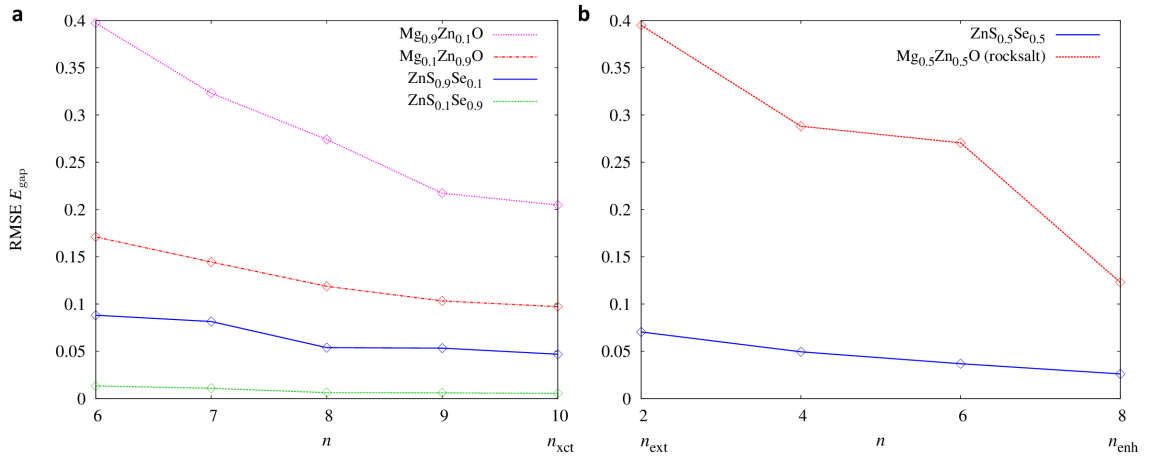 a
RMSE E_gap
0.4
0.35
0.3
0.25
0.2
0.15
0.1
0.05
0
Mg0.9Zn0.1O
Mg0.1Zn0.9O
ZnS0.9Se0.1
ZnS0.1Se0.9
6 7 8 9 10
n n_xct
b
0.4
0.35
0.3
0.25
0.2
0.15
0.1
0.05
0
ZnS0.5Se0.5
Mg0.5Zn0.5O (rocksalt)
2 4 6 8
n_ext n n_enh